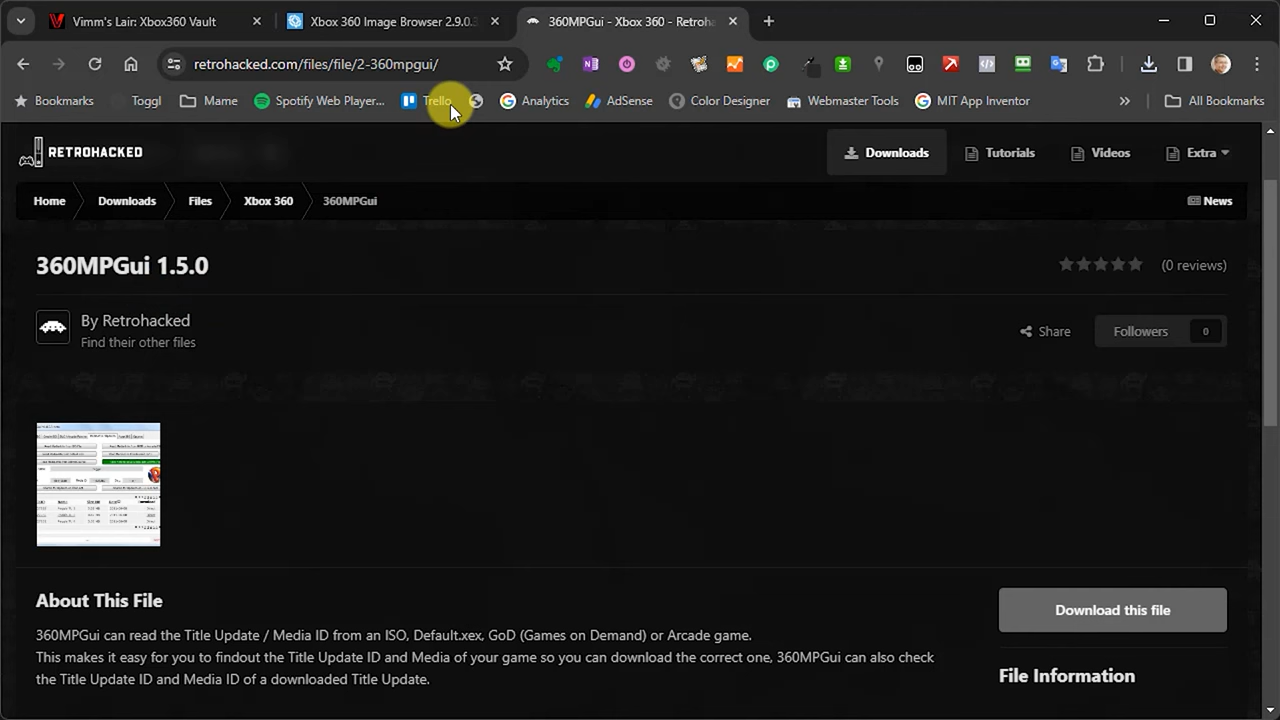 Vimm's Lair: Xbox360 Vault
Xbox 360 Image Browser 2.9.0.3
360MPGui - Xbox 360 - Retroha
retrohacked.com/files/file/2-360mpgui/
Bookmarks
Toggl
Mame
Spotify Web Player...
Trello
Analytics
AdSense
Color Designer
Webmaster Tools
MIT App Inventor
»
All Bookmarks
RETROHACKED
Downloads
Tutorials
Videos
Extra
Home
Downloads
Files
Xbox 360
360MPGui
News
360MPGui 1.5.0
(0 reviews)
By Retrohacked
Find their other files
Share
Followers
0
About This File
Download this file
360MPGui can read the Title Update / Media ID from an ISO, Default.xex, GoD (Games on Demand) or Arcade game.
This makes it easy for you to findout the Title Update ID and Media of your game so you can download the correct one, 360MPGui can also check
the Title Update ID and Media ID of a downloaded Title Update.
File Information